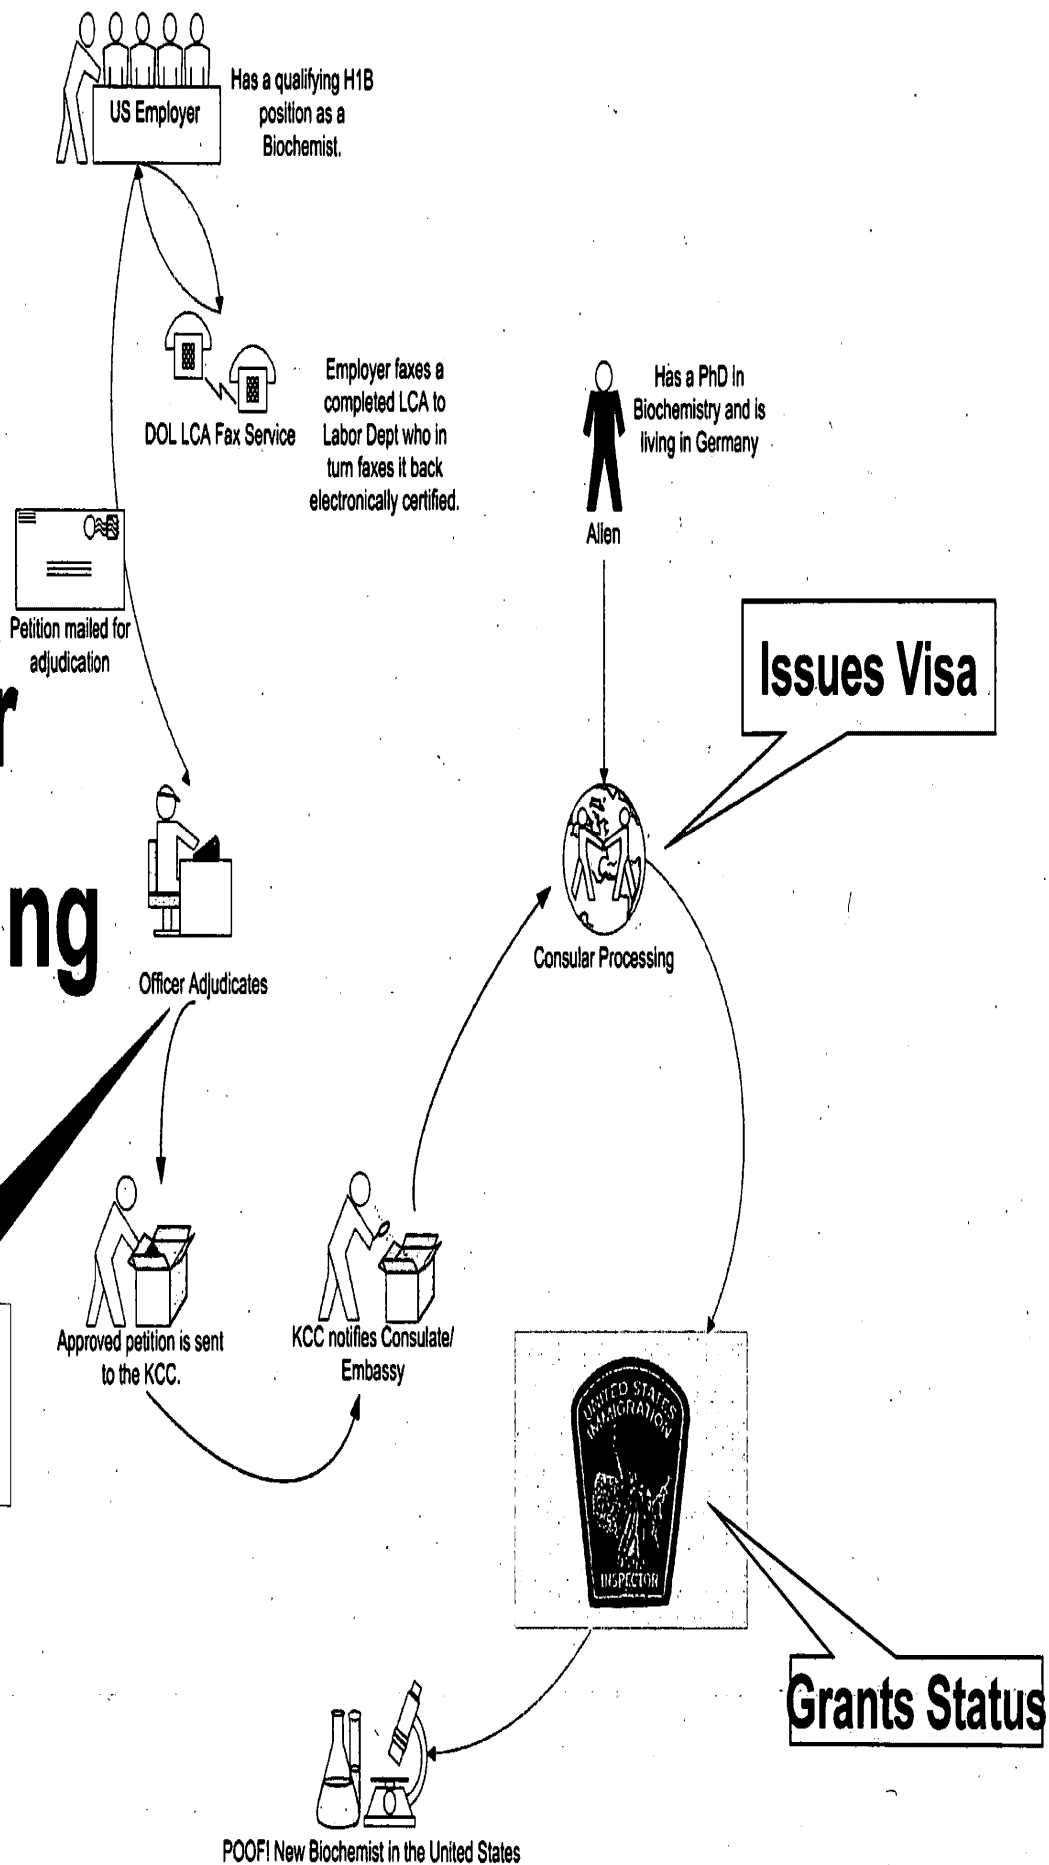 US Employer
Has a qualifying H1B
position as a
Biochemist.
DOL LCA Fax Service
Employer faxes a
completed LCA to
Labor Dept who in
turn faxes it back
electronically certified.
Has a PhD in
Biochemistry and is
living in Germany
Alien
Petition mailed for
adjudication
r
Issues Visa
ng
Officer Adjudicates
Consular Processing
Approved petition is sent
to the KCC.
KCC notifies Consulate/
Embassy
UNITED STATES
IMMIGRATION
INSPECTOR
Grants Status
POOF! New Biochemist in the United States